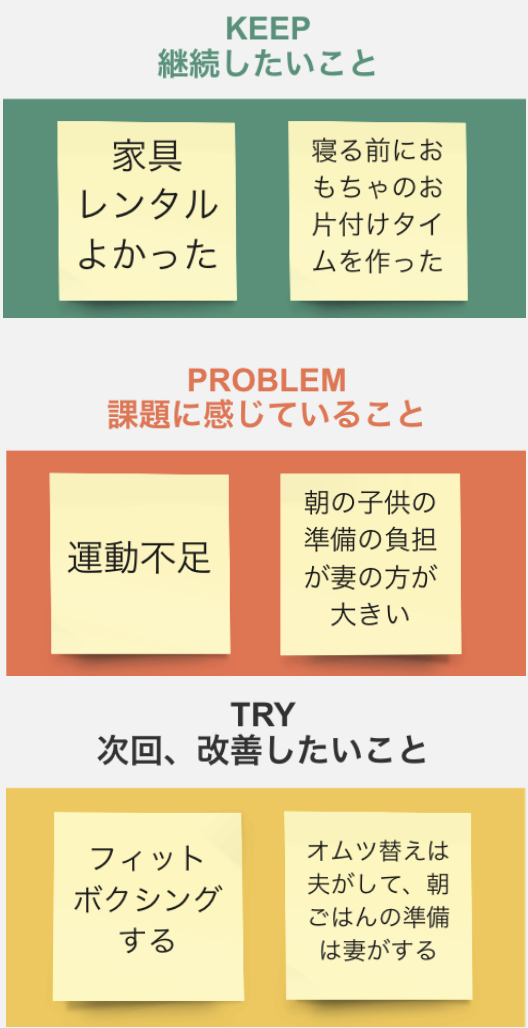 KEEP
継続したいこと
家具
レンタル
よかった
寝る前にお
もちゃのお
片付けタイ
ムを作った
PROBLEM
課題に感じていること
運動不足
朝の子供の
準備の負担
が妻の方が
大きい
TRY
次回、改善したいこと
フィット
ボクシング
する
オムツ替えは
夫がして、朝
ごはんの準備
は妻がする